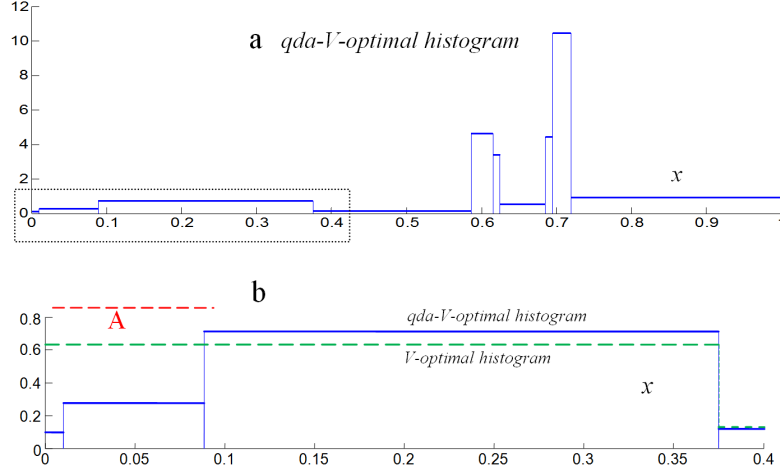 12
a qda-V-optimal histogram
10
8
6
4
x
2
0
0 0.1 0.2 0.3 0.4 0.5 0.6 0.7 0.8 0.9 1
b
0.8 A qda-V-optimal histogram
0.6
V-optimal histogram
0.4 x
0.2
0
0 0.05 0.1 0.15 0.2 0.25 0.3 0.35 0.4